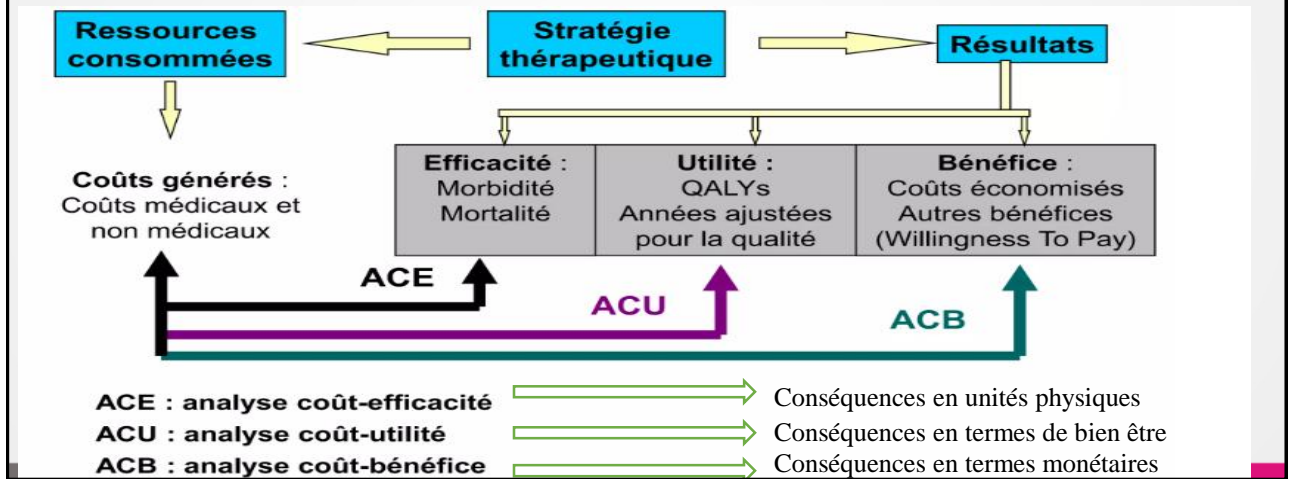 Ressources
consommées
Stratégie
thérapeutique
Résultats
Coûts générés :
Coûts médicaux et
non médicaux
Efficacité :
Morbidité
Mortalité
Utilité :
QALYs
Années ajustées
pour la qualité
Bénéfice :
Coûts économisés
Autres bénéfices
(Willingness To Pay)
ACE
ACU
ACB
ACE : analyse coût-efficacité
Conséquences en unités physiques
ACU : analyse coût-utilité
Conséquences en termes de bien être
ACB : analyse coût-bénéfice
Conséquences en termes monétaires